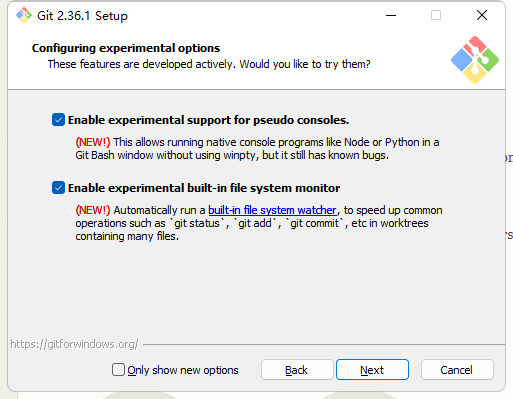 Git 2.36.1 Setup
Configuring experimental options
These features are developed actively. Would you like to try them?
Enable experimental support for pseudo consoles.
(NEW!) This allows running native console programs like Node or Python in a
Git Bash window without using winpty, but it still has known bugs.
Enable experimental built-in file system monitor
(NEW!) Automatically run a built-in file system watcher, to speed up common
operations such as `git status`, `git add`, `git commit`, etc in worktrees
containing many files.
https://gitforwindows.org/
Only show new options
Back
Next
Cancel